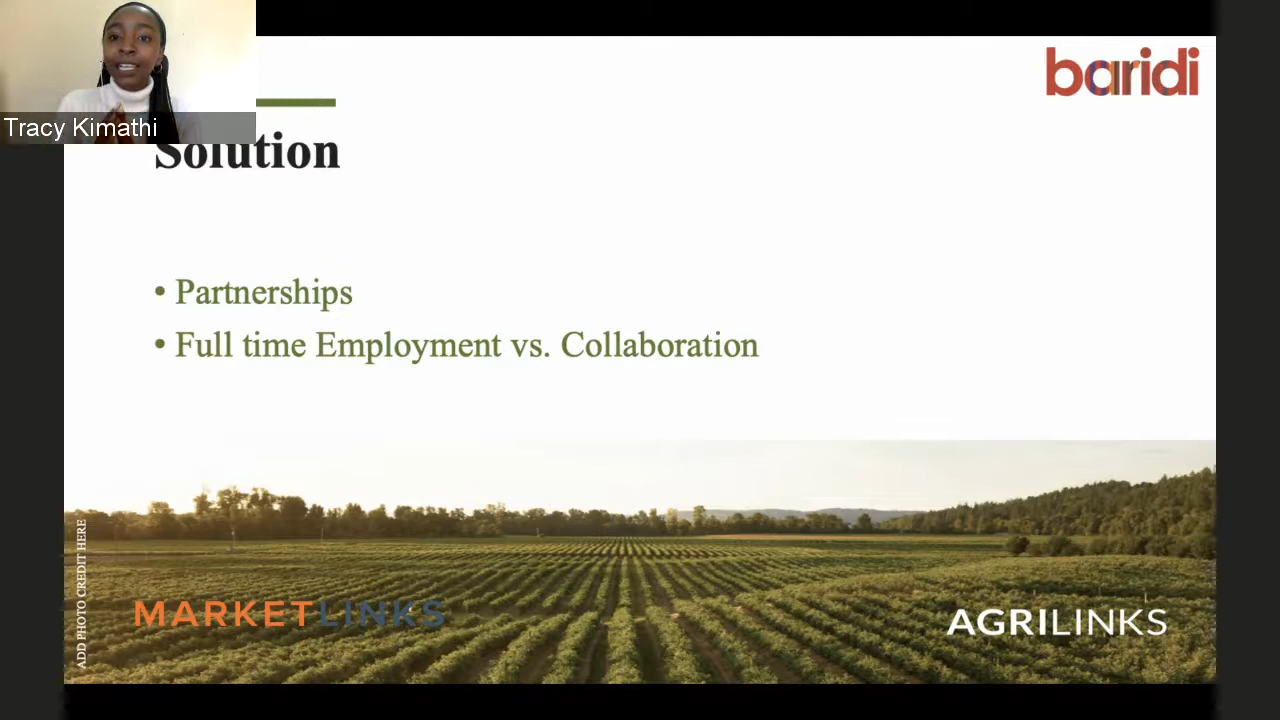 baridi
Tracy Kimathi
Solution
• Partnerships
• Full time Employment vs. Collaboration
ADD PHOTO CREDIT HERE
MARKETLINKS
AGRILINKS